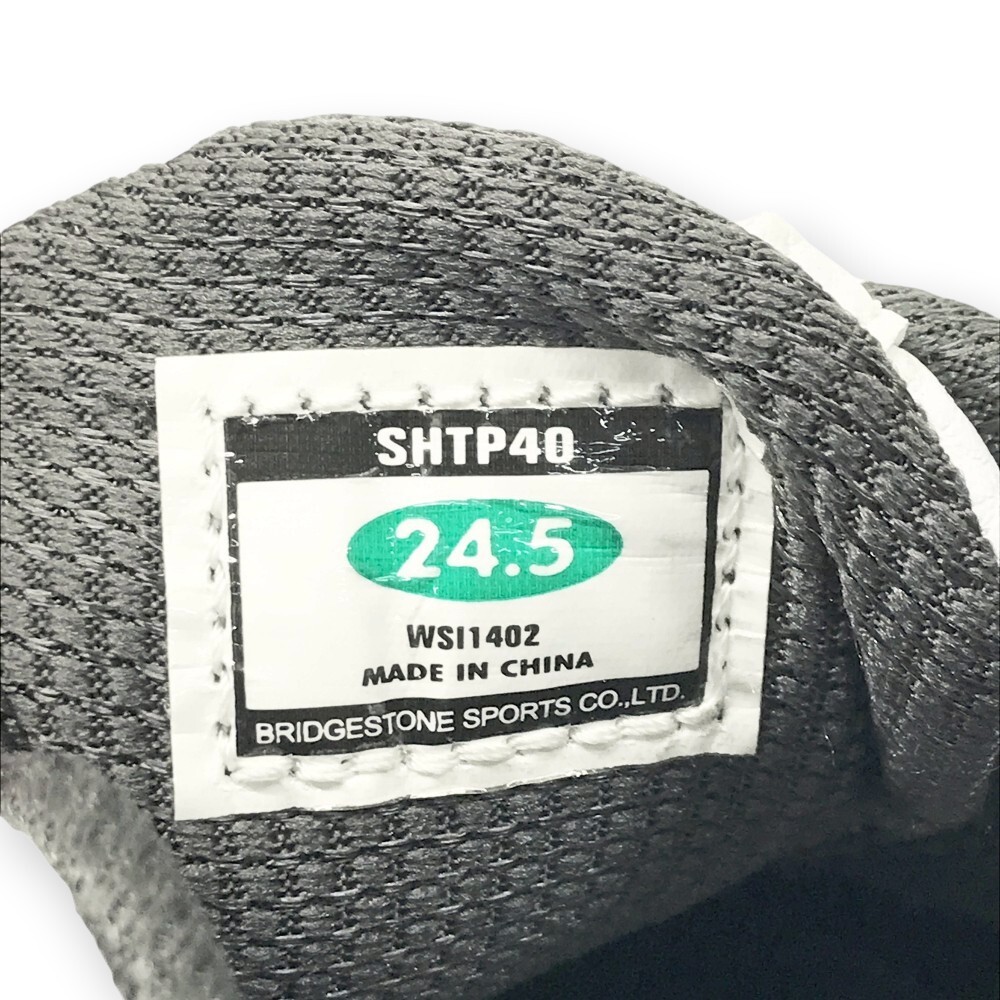 SHTP40
24.5
WSI1402
MADE IN CHINA
BRIDGESTONE SPORTS CO.,LTD.